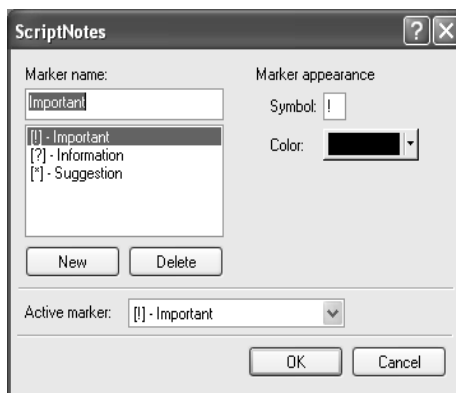 ScriptNotes
Marker name:
Important
[!] - Important
[?] - Information
[*] - Suggestion
New
Delete
Marker appearance
Symbol: !
Color:
Active marker: [!] - Important
OK
Cancel